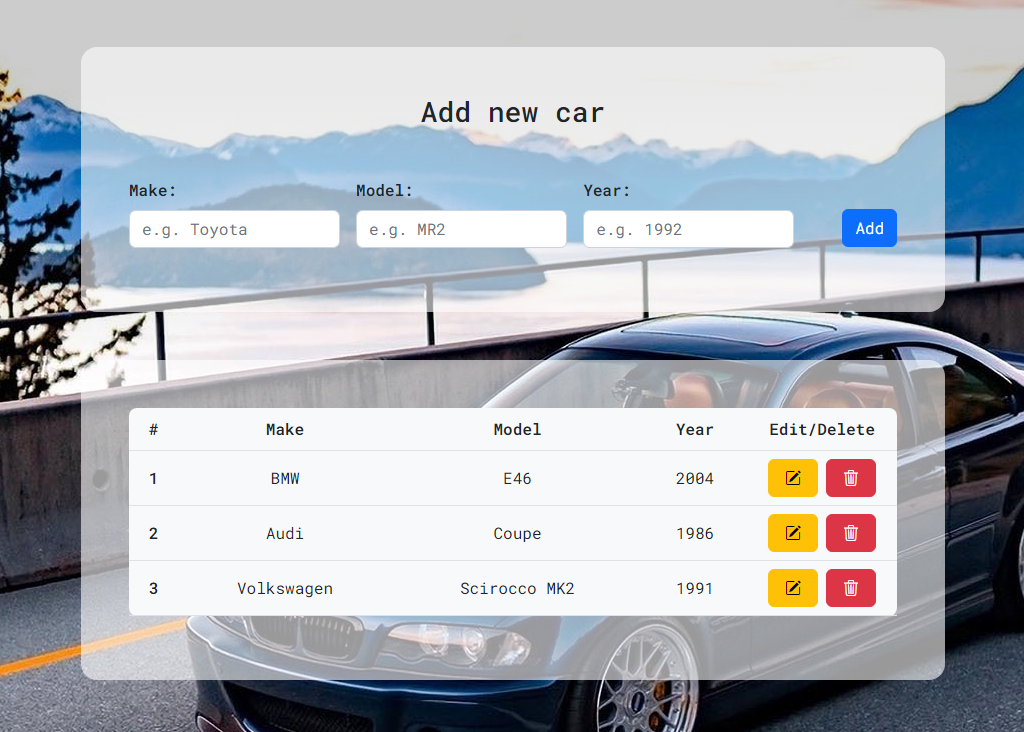 Add new car
Make: Model: Year:
e.g. Toyota e.g. MR2 e.g. 1992 Add
# Make Model Year Edit/Delete
1 BMW E46 2004
2 Audi Coupe 1986
3 Volkswagen Scirocco MK2 1991